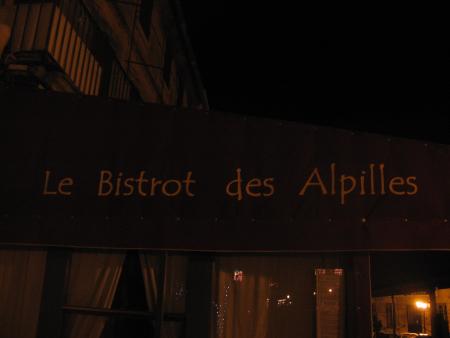 Le Bistrot des Alpilles